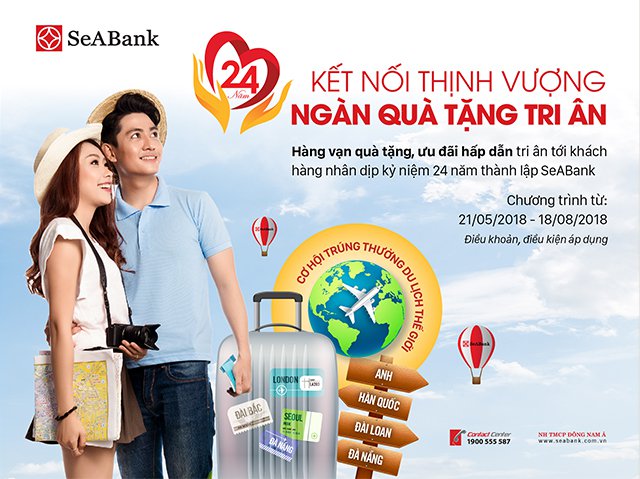 SeABank
24
Năm
KẾT NỐI THỊNH VƯỢNG
NGÀN QUÀ TẶNG TRI ÂN
Hàng vạn quà tặng, ưu đãi hấp dẫn tri ân tới khách
hàng nhân dịp kỷ niệm 24 năm thành lập SeABank
Chương trình từ:
21/05/2018 - 18/08/2018
Điều khoản, điều kiện áp dụng
SeABank
CƠ HỘI TRÚNG THƯỞNG DU LỊCH THẾ GIỚI
SeABank
LONDON
ĐÀI BẮC
SEOUL
ĐÀ NẴNG
ANH
HÀN QUỐC
ĐÀI LOAN
ĐÀ NẴNG
Contact Center
1900 555 587
NH TMCP ĐÔNG NAM Á
www.seabank.com.vn